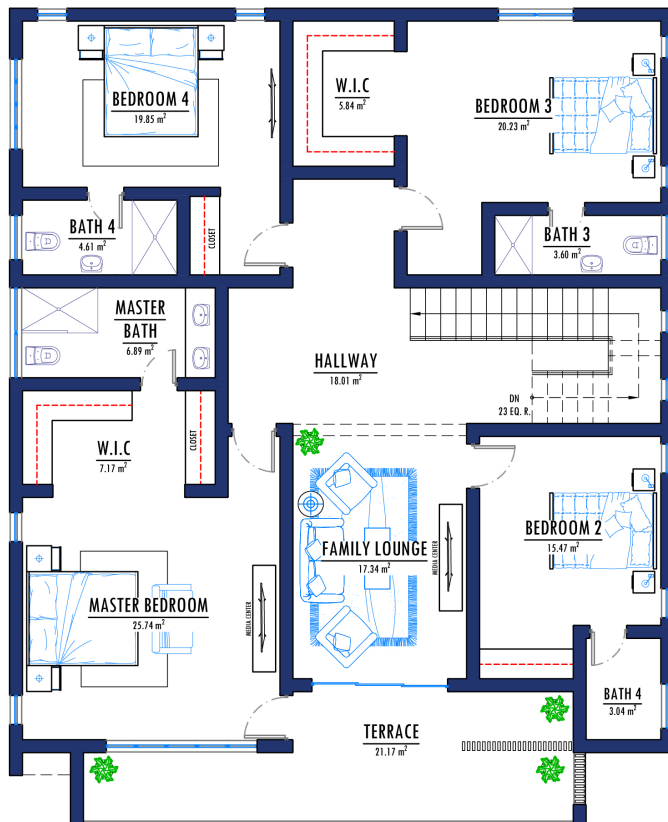 BEDROOM 4
19.85 m²
W.I.C
5.84 m²
BEDROOM 3
20.23 m²
BATH 4
4.61 m²
CLOSET
BATH 3
3.60 m²
MASTER
BATH
6.89 m²
HALLWAY
18.01 m²
DN
23 EQ. R.
W.I.C
7.17 m²
CLOSET
FAMILY LOUNGE
17.34 m²
MEDIA CENTER
BEDROOM 2
15.47 m²
MASTER BEDROOM
25.74 m²
MEDIA CENTER
BATH 4
3.04 m²
TERRACE
21.17 m²